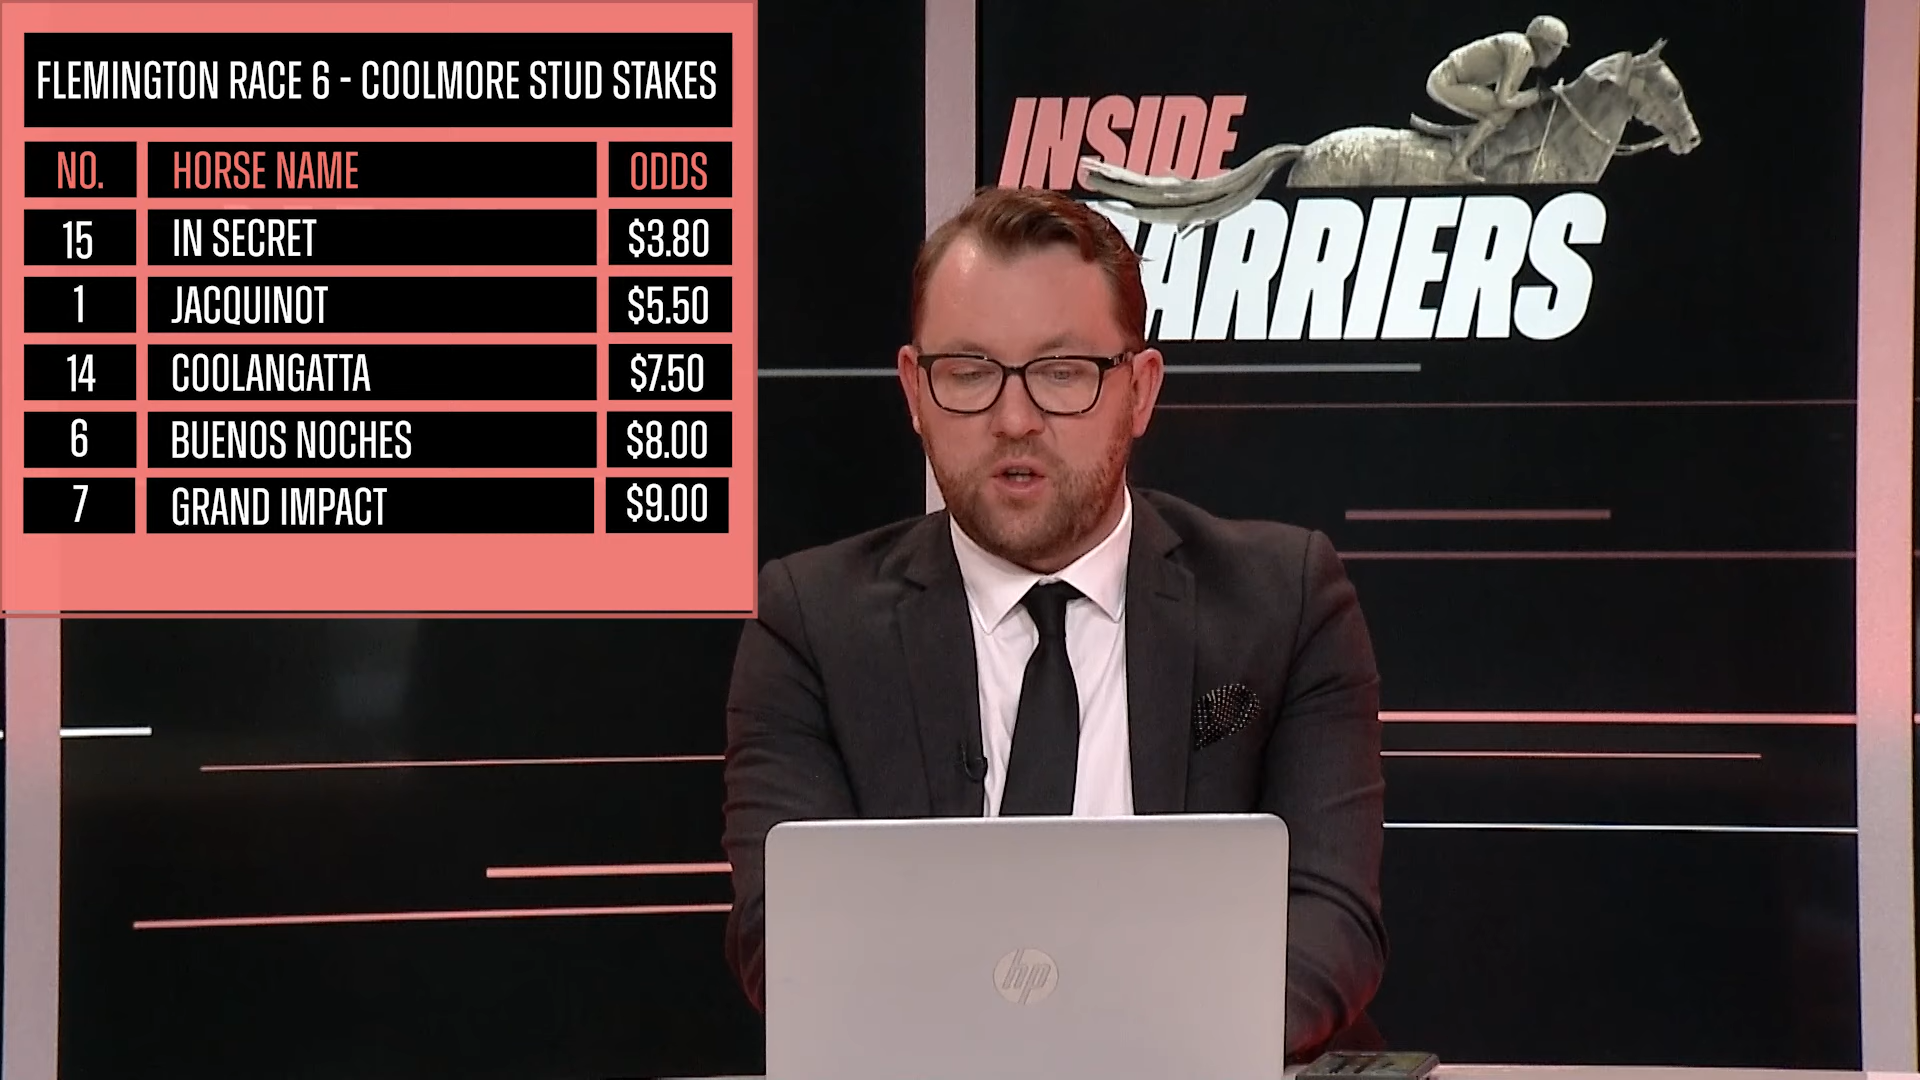 FLEMINGTON RACE 6 - COOLMORE STUD STAKES
NO. HORSE NAME ODDS
15 IN SECRET $3.80
1 JACQUINOT $5.50
14 COOLANGATTA $7.50
6 BUENOS NOCHES $8.00
7 GRAND IMPACT $9.00
INSIDE
ARRIERS
hp